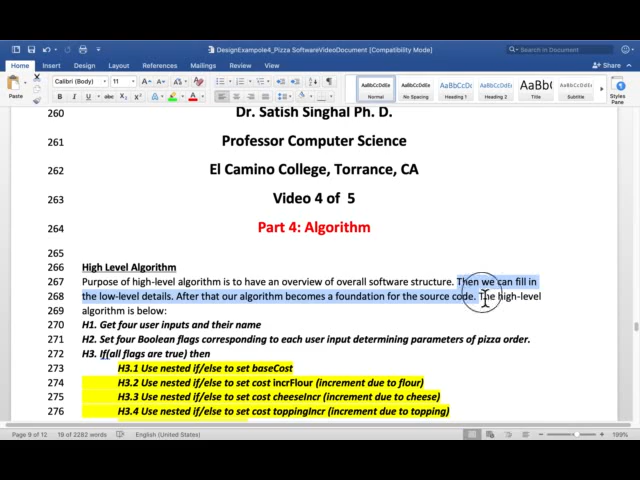 DesignExampole4_Pizza SoftwareVideoDocument [Compatibility Mode]
Search in Document
Home Insert Design Layout References Mailings Review View Share
Paste Calibri (Body) 11 AaBbCcDdEe AaBbCcDdEe AaBbCcDc AaBbCcDdEe AaBb( AaBbCcDdEe
Normal No Spacing Heading 1 Heading 2 Title Subtitle Styles Pane
260 Dr. Satish Singhal Ph. D.
261 Professor Computer Science
262 El Camino College, Torrance, CA
263 Video 4 of 5
264 Part 4: Algorithm
265
266 High Level Algorithm
267 Purpose of high-level algorithm is to have an overview of overall software structure. Then we can fill in
268 the low-level details. After that our algorithm becomes a foundation for the source code. The high-level
269 algorithm is below:
270 H1. Get four user inputs and their name
271 H2. Set four Boolean flags corresponding to each user input determining parameters of pizza order.
272 H3. If(all flags are true) then
273 H3.1 Use nested if/else to set baseCost
274 H3.2 Use nested if/else to set cost incrFlour (increment due to flour)
275 H3.3 Use nested if/else to set cost cheeseIncr (increment due to cheese)
276 H3.4 Use nested if/else to set cost toppingIncr (increment due to topping)
Page 9 of 12 19 of 2282 words English (United States) 199%